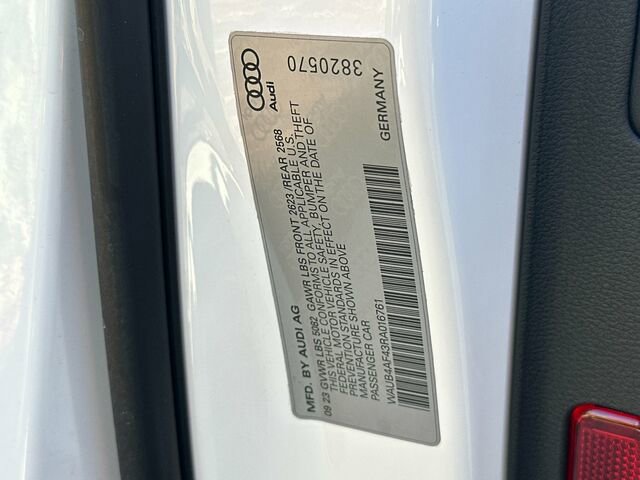 Audi
3820570
MFD. BY AUDI AG
GERMANY
09 23 GVWR LBS 5082 GAWR LBS FRONT 2623 /REAR 2568
THIS VEHICLE CONFORMS TO ALL APPLICABLE U.S.
FEDERAL MOTOR VEHICLE SAFETY, BUMPER AND THEFT
PREVENTION STANDARDS IN EFFECT ON THE DATE OF
MANUFACTURE SHOWN ABOVE
PASSENGER CAR
WAUB4AF43RA016761